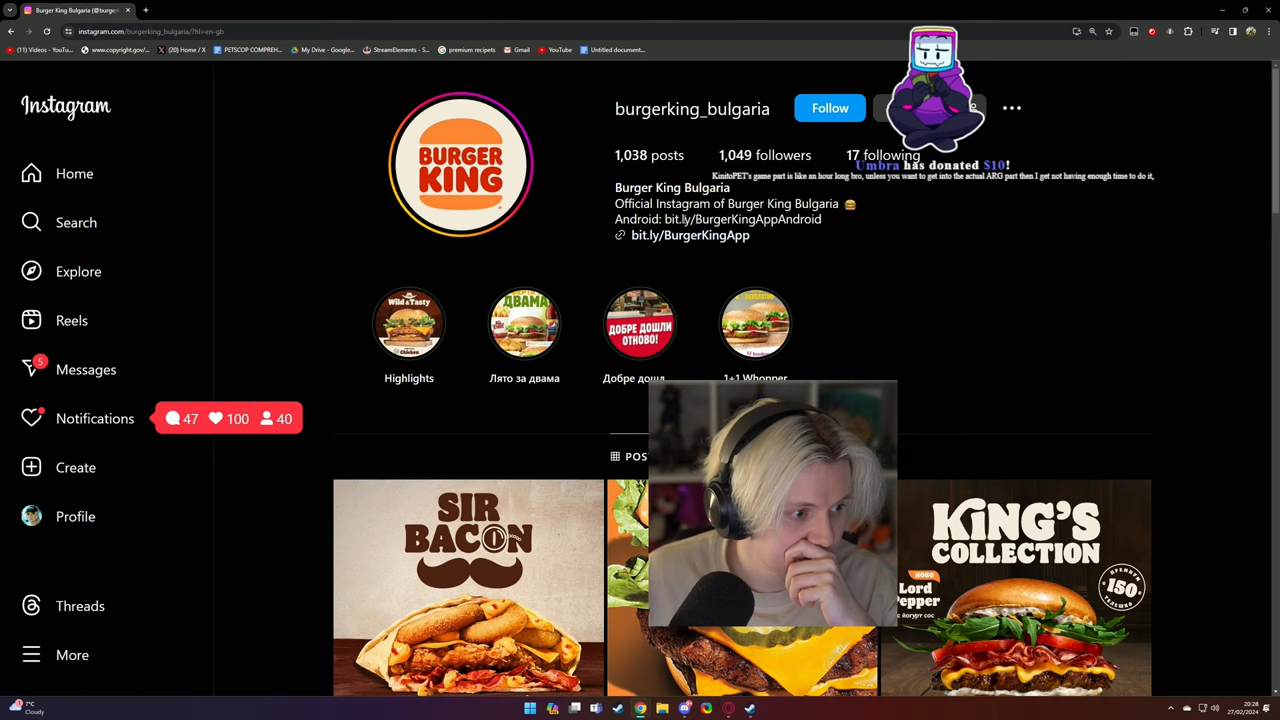 Burger King Bulgaria (@burger
instagram.com/burgerking_bulgaria/?hl=en-gb
(11) Videos - YouTu...
www.copyright.gov/...
(20) Home / X
PETSCOP COMPREH...
My Drive - Google...
StreamElements - S...
premium recipets
Gmail
YouTube
Untitled document...
Instagram
Home
Search
Explore
Reels
5
Messages
Notifications
47 100 40
Create
Profile
Threads
More
BURGER
KING
burgerking_bulgaria
Follow
1,038 posts 1,049 followers 17 following
Umbra has donated $10!
KinitoPET's game part is like an hour long bro, unless you want to get into the actual ARG part then I get not having enough time to do it,
Burger King Bulgaria
Official Instagram of Burger King Bulgaria 🍔
Android: bit.ly/BurgerKingAppAndroid
bit.ly/BurgerKingApp
Wild & Tasty
Chicken
ДВАМА
ДОБРЕ ДОШЛИ
ОТНОВО!
Highlights
Лято за двама
Добре дошл
1+1 Whopper
POS
SIR
BACON
KING'S
COLLECTION
НОВО
Lord
Pepper
с йогурт сос
150
7°C
Cloudy
20:28
27/02/2024